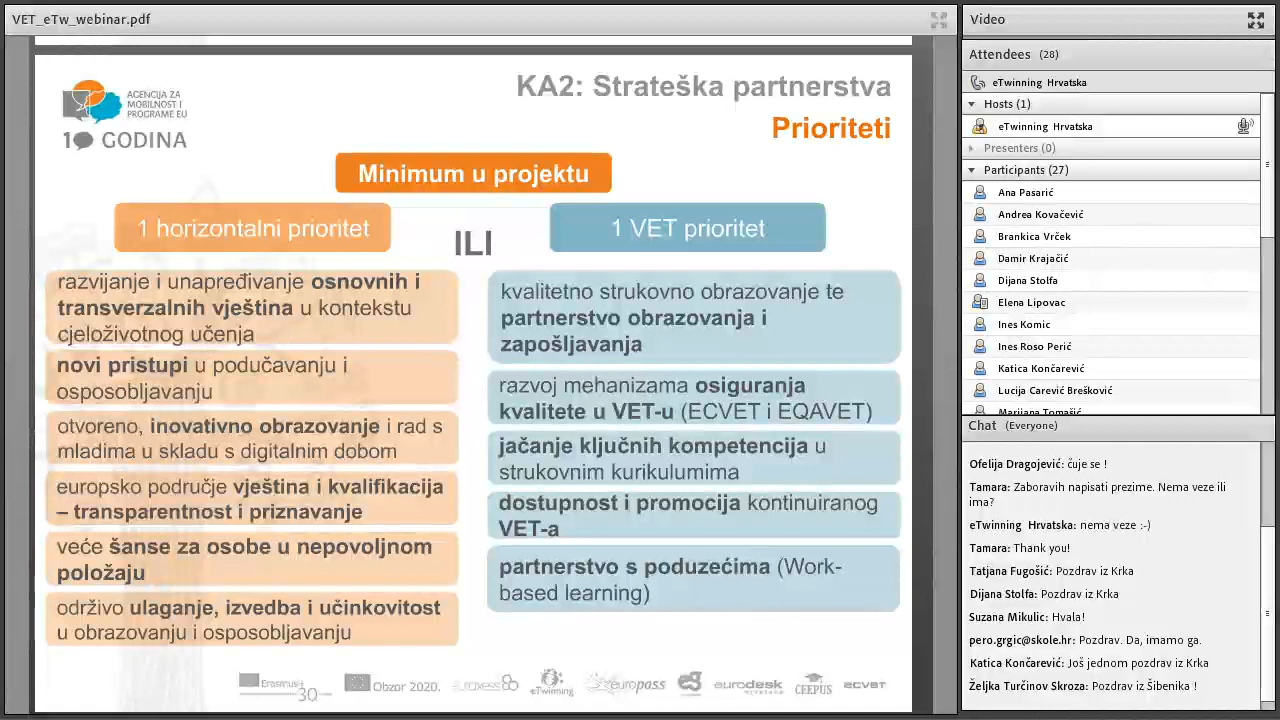 VET_eTw_webinar.pdf
AGENCIJA ZA
MOBILNOST I
PROGRAME EU
10 GODINA
KA2: Strateška partnerstva
Prioriteti
Minimum u projektu
1 horizontalni prioritet
ILI
1 VET prioritet
razvijanje i unapređivanje osnovnih i
transverzalnih vještina u kontekstu
cjeloživotnog učenja
novi pristupi u podučavanju i
osposobljavanju
otvoreno, inovativno obrazovanje i rad s
mladima u skladu s digitalnim dobom
europsko područje vještina i kvalifikacija
– transparentnost i priznavanje
veće šanse za osobe u nepovoljnom
položaju
održivo ulaganje, izvedba i učinkovitost
u obrazovanju i osposobljavanju
kvalitetno strukovno obrazovanje te
partnerstvo obrazovanja i
zapošljavanja
razvoj mehanizama osiguranja
kvalitete u VET-u (ECVET i EQAVET)
jačanje ključnih kompetencija u
strukovnim kurikulumima
dostupnost i promocija kontinuiranog
VET-a
partnerstvo s poduzećima (Work-
based learning)
Erasmus+
30
Obzor 2020.
eTwinning
europass
eurodesk
CEEPUS
ECVET
Video
Attendees (28)
eTwinning Hrvatska
Hosts (1)
eTwinning Hrvatska
Presenters (0)
Participants (27)
Ana Pasarić
Andrea Kovačević
Brankica Vrček
Damir Krajačić
Dijana Stolfa
Elena Lipovac
Ines Komic
Ines Roso Perić
Katica Končarević
Lucija Carević Brešković
Marijana Tomašić
Chat (Everyone)
Ofelija Dragojević: čuje se !
Tamara: Zaboravih napisati prezime. Nema veze ili
ima?
eTwinning Hrvatska: nema veze :-)
Tamara: Thank you!
Tatjana Fugošić: Pozdrav iz Krka
Dijana Stolfa: Pozdrav iz Krka
Suzana Mikulic: Hvala!
pero.grgic@skole.hr: Pozdrav. Da, imamo ga.
Katica Končarević: Još jednom pozdrav iz Krka
Željka Turčinov Skroza: Pozdrav iz Šibenika !